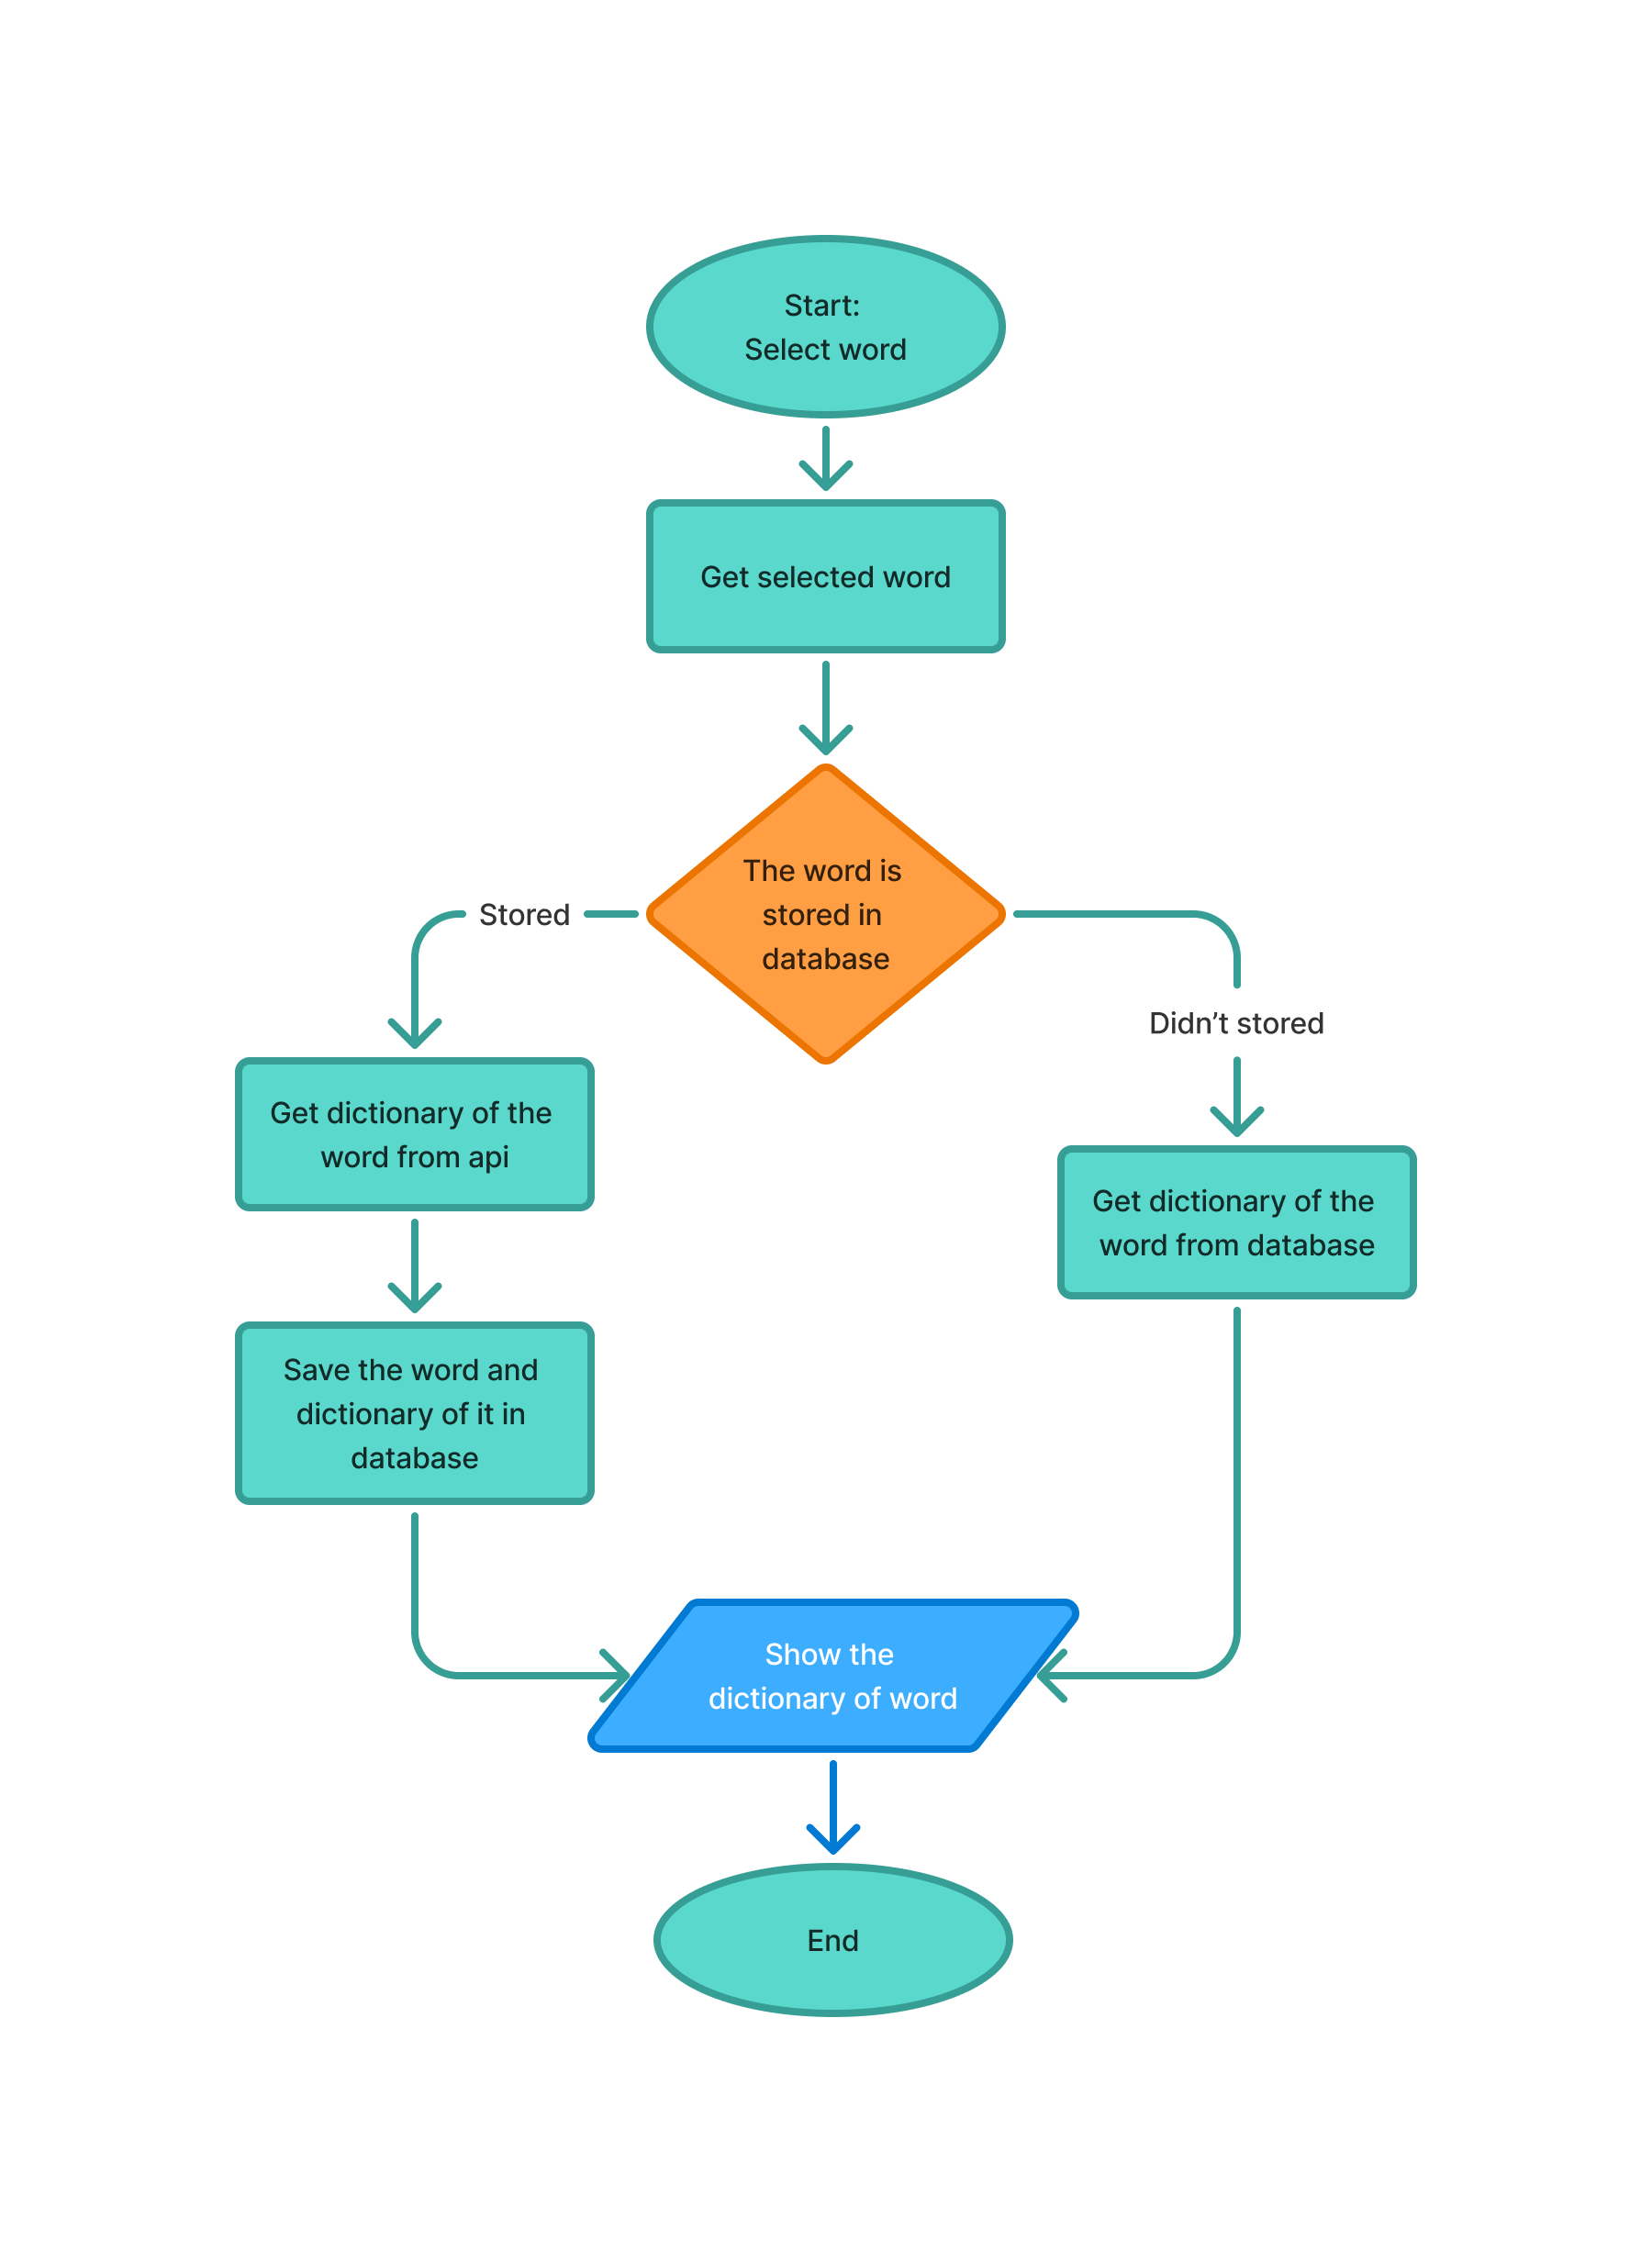 Start:
Select word
Get selected word
The word is
stored in
database
Stored
Didn’t stored
Get dictionary of the
word from api
Get dictionary of the
word from database
Save the word and
dictionary of it in
database
Show the
dictionary of word
End